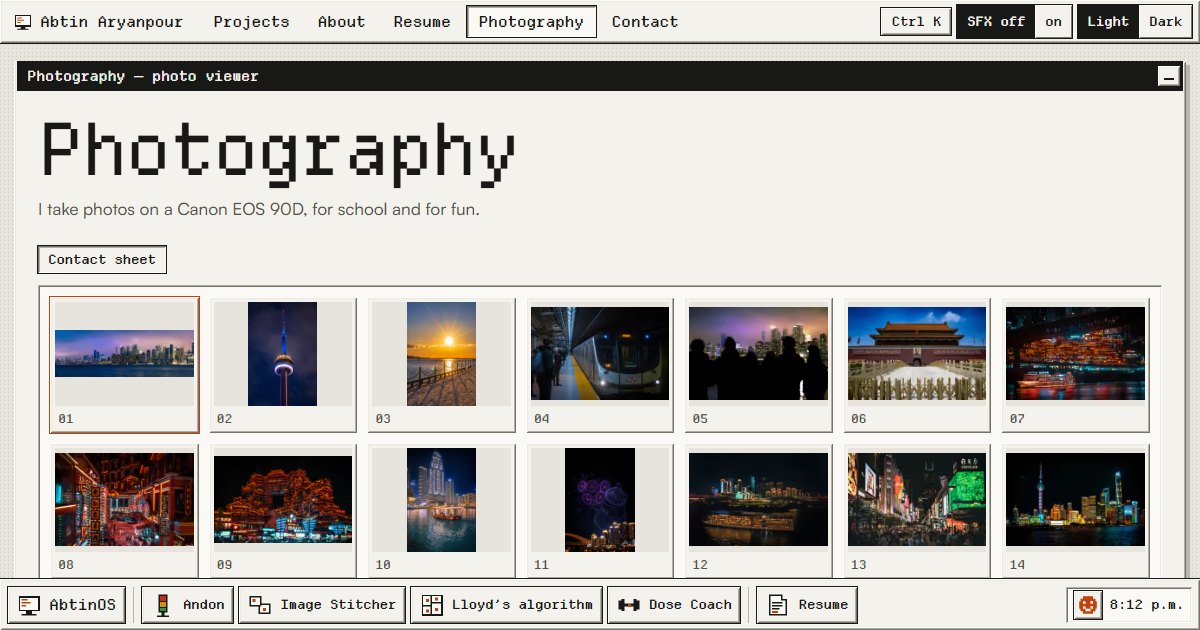 Abtin Aryanpour Projects About Resume Photography Contact Ctrl K SFX off on Light Dark
Photography — photo viewer
Photography
I take photos on a Canon EOS 90D, for school and for fun.
Contact sheet
01 02 03 04 05 06 07
08 09 10 11 12 13 14
AbtinOS Andon Image Stitcher Lloyd's algorithm Dose Coach Resume 8:12 p.m.